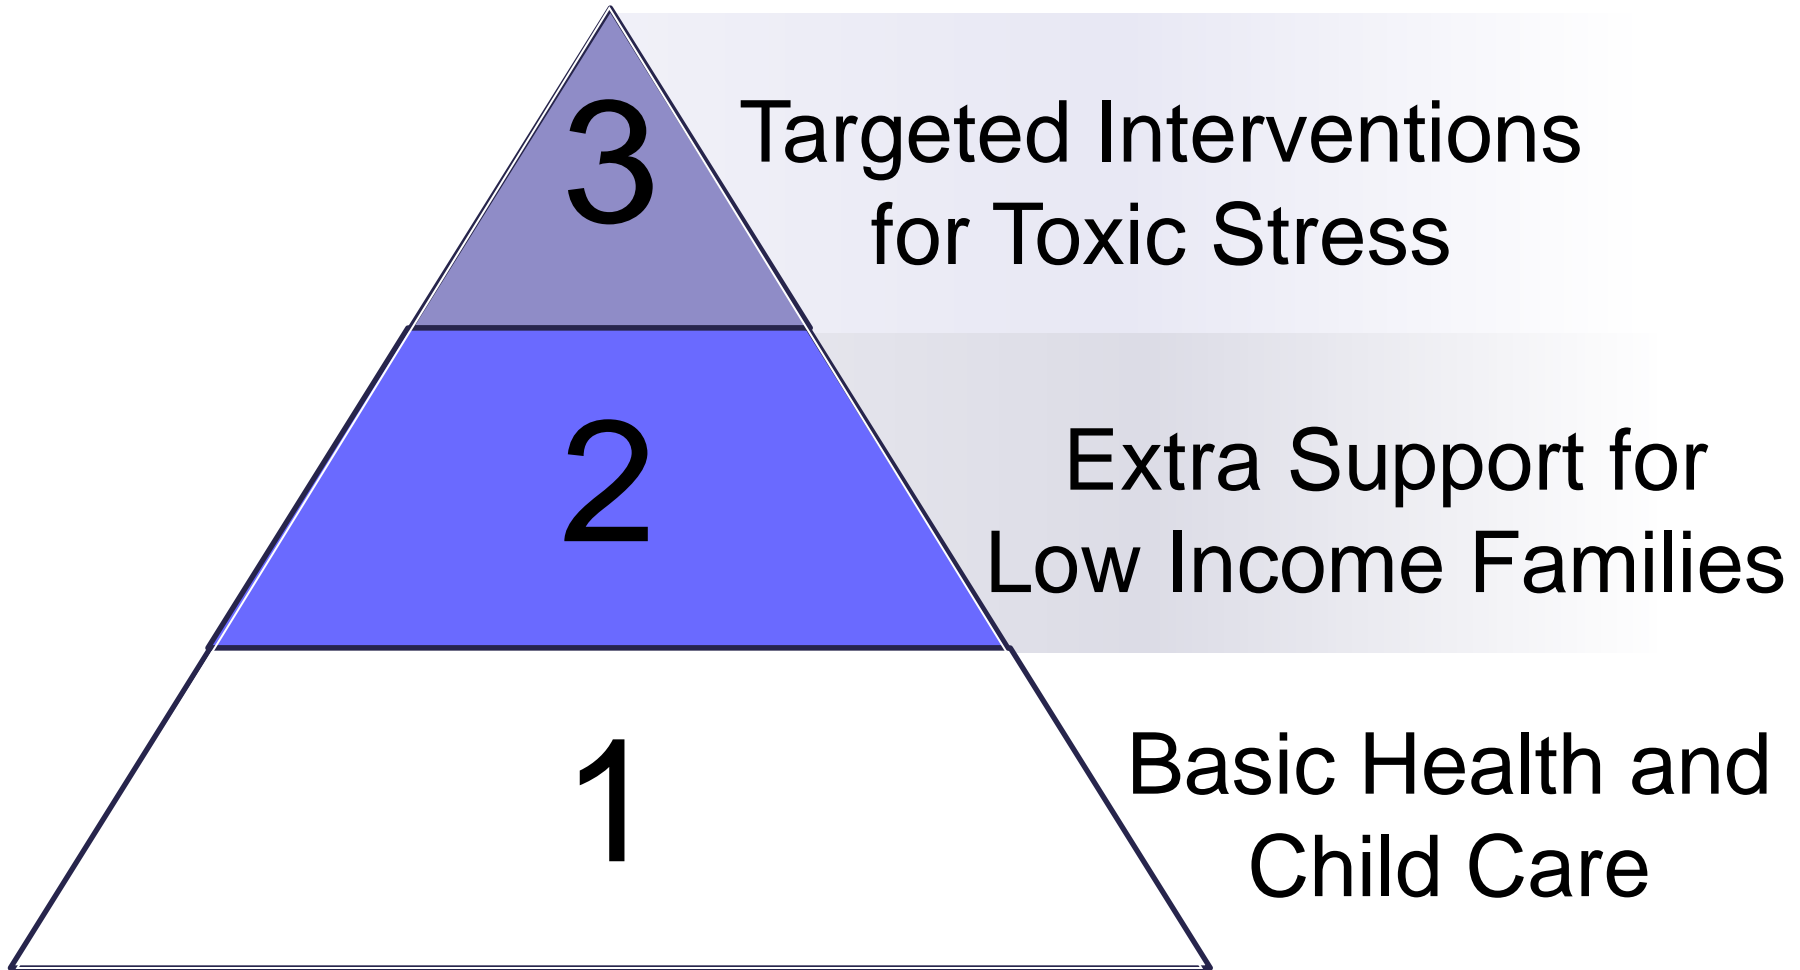 3
Targeted Interventions
for Toxic Stress
2
Extra Support for
Low Income Families
1
Basic Health and
Child Care